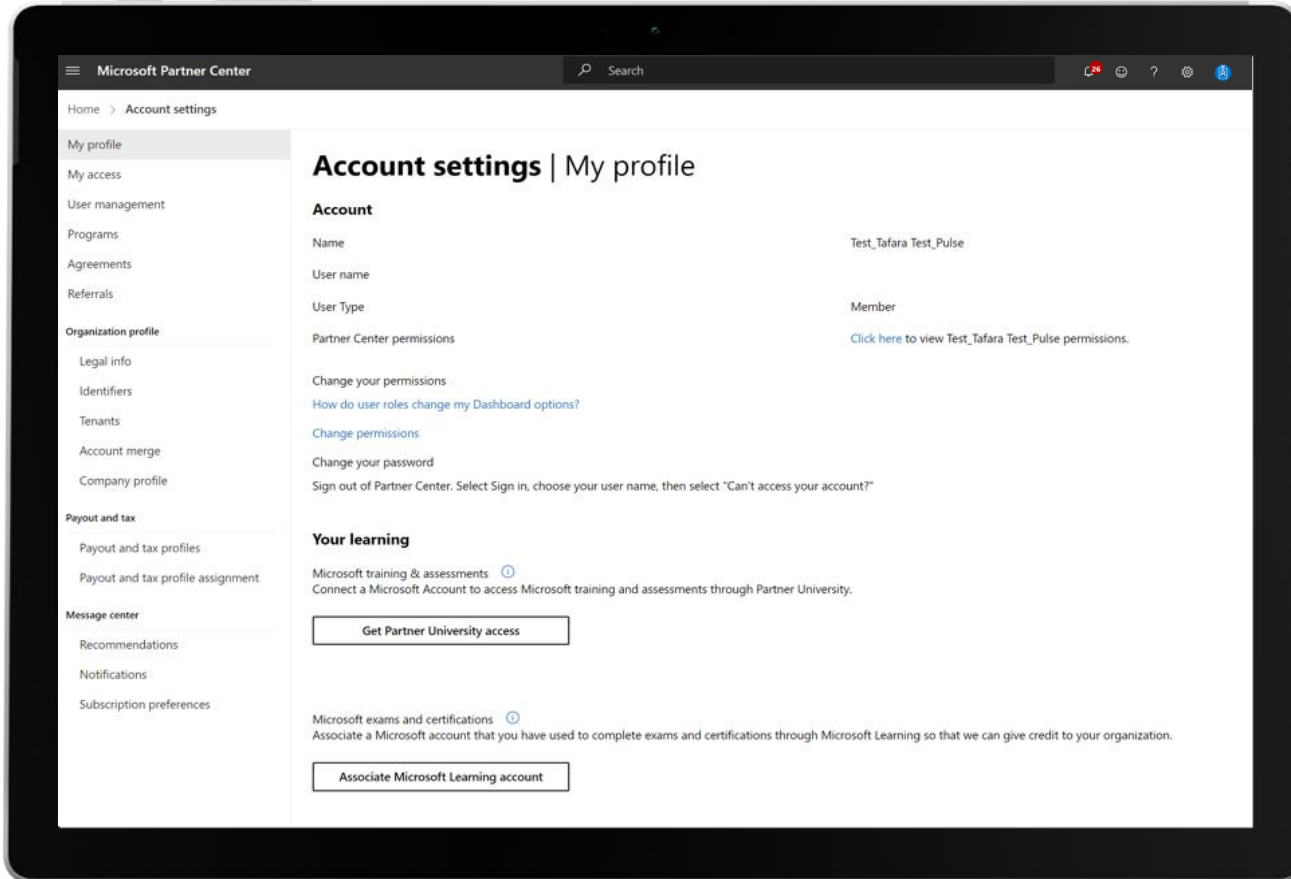 Microsoft Partner Center
Search
26
Home > Account settings
My profile
My access
User management
Programs
Agreements
Referrals
Organization profile
Legal info
Identifiers
Tenants
Account merge
Company profile
Payout and tax
Payout and tax profiles
Payout and tax profile assignment
Message center
Recommendations
Notifications
Subscription preferences
Account settings | My profile
Account
Name Test_Tafara Test_Pulse
User name
User Type Member
Partner Center permissions Click here to view Test_Tafara Test_Pulse permissions.
Change your permissions
How do user roles change my Dashboard options?
Change permissions
Change your password
Sign out of Partner Center. Select Sign in, choose your user name, then select "Can't access your account?"
Your learning
Microsoft training & assessments
Connect a Microsoft Account to access Microsoft training and assessments through Partner University.
Get Partner University access
Microsoft exams and certifications
Associate a Microsoft account that you have used to complete exams and certifications through Microsoft Learning so that we can give credit to your organization.
Associate Microsoft Learning account